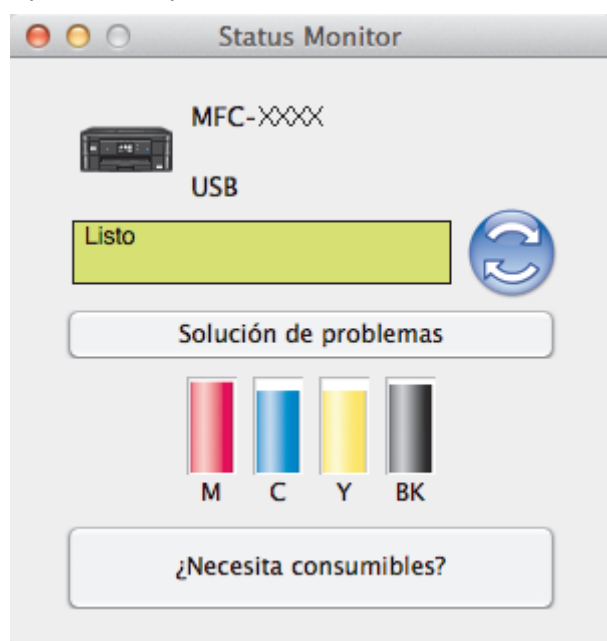 Status Monitor
MFC-XXXX
USB
Listo
Solución de problemas
M C Y BK
¿Necesita consumibles?